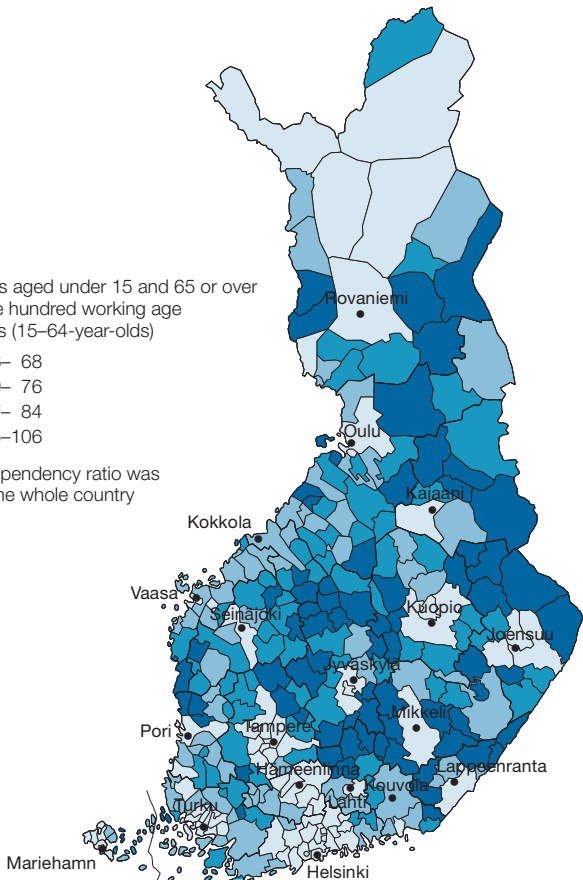 s aged under 15 and 65 or over
e hundred working age
s (15–64-year-olds)
– 68
– 76
– 84
–106
pendency ratio was
he whole country
Rovaniemi
Oulu
Kajaani
Kokkola
Vaasa
Seinäjoki
Kuopio
Joensuu
Jyväskylä
Mikkeli
Pori
Tampere
Hämeenlinna
Lappeenranta
Kouvola
Lahti
Turku
Mariehamn
Helsinki